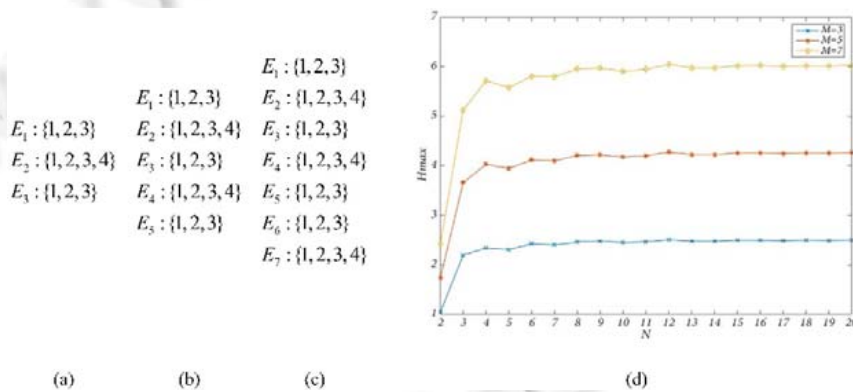 E₁ : {1,2,3}
E₂ : {1,2,3,4}
E₃ : {1,2,3}
(a)
E₁ : {1,2,3}
E₂ : {1,2,3,4}
E₃ : {1,2,3}
E₄ : {1,2,3,4}
E₅ : {1,2,3}
(b)
E₁ : {1,2,3}
E₂ : {1,2,3,4}
E₃ : {1,2,3}
E₄ : {1,2,3,4}
E₅ : {1,2,3}
E₆ : {1,2,3}
E₇ : {1,2,3,4}
(c)
M=3
M=5
M=7
Hmax
7
6
5
4
3
2
1
2 3 4 5 6 7 8 9 10 11 12 13 14 15 16 17 18 19 20
N
(d)